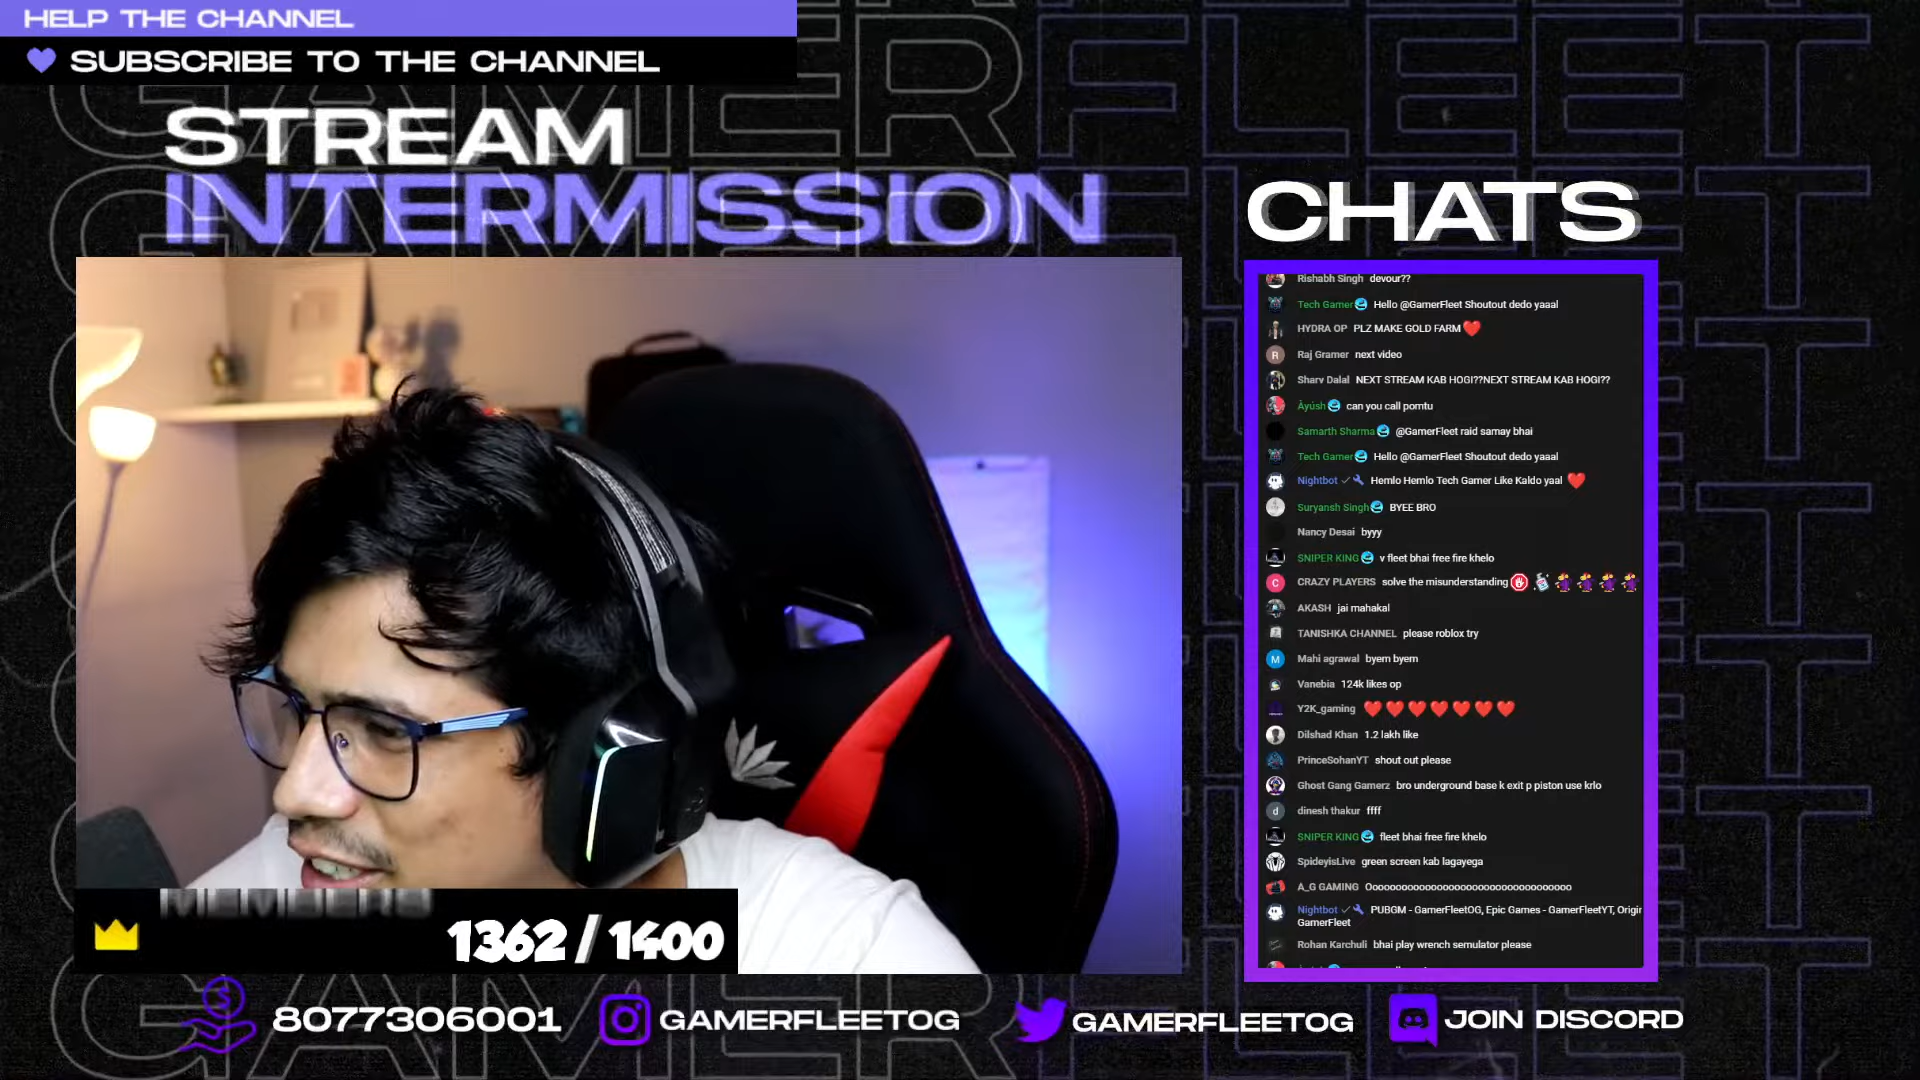 HELP THE CHANNEL
SUBSCRIBE TO THE CHANNEL
GAMERFLEET
STREAM
INTERMISSION
CHATS
Rishabh Singh devour??
Tech Gamer Hello @GamerFleet Shoutout dedo yaaal
HYDRA OP PLZ MAKE GOLD FARM❤️
R Raj Gramer next video
Sharv Dalal NEXT STREAM KAB HOGI??NEXT STREAM KAB HOGI??
Àyúsh can you call pomtu
Samarth Sharma @GamerFleet raid samay bhai
Tech Gamer Hello @GamerFleet Shoutout dedo yaaal
Nightbot Hemlo Hemlo Tech Gamer Like Kaldo yaal ❤️
Suryansh Singh BYEE BRO
Nancy Desai byyy
SNIPER KING v fleet bhai free fire khelo
C CRAZY PLAYERS solve the misunderstanding
AKASH jai mahakal
TANISHKA CHANNEL please roblox try
M Mahi agrawal byem byem
Vanebia 124k likes op
Y2K_gaming ❤️❤️❤️❤️❤️❤️❤️
Dilshad Khan 1.2 lakh like
PrinceSohanYT shout out please
Ghost Gang Gamerz bro underground base k exit p piston use krlo
d dinesh thakur ffff
SNIPER KING fleet bhai free fire khelo
SpideyisLive green screen kab lagayega
A_G GAMING Ooooooooooooooooooooooooooooooooooo
Nightbot PUBGM - GamerFleetOG, Epic Games - GamerFleetYT, Origin
GamerFleet
Rohan Karchuli bhai play wrench semulator please
1362 / 1400
8077306001
GAMERFLEETOG
GAMERFLEETOG
JOIN DISCORD